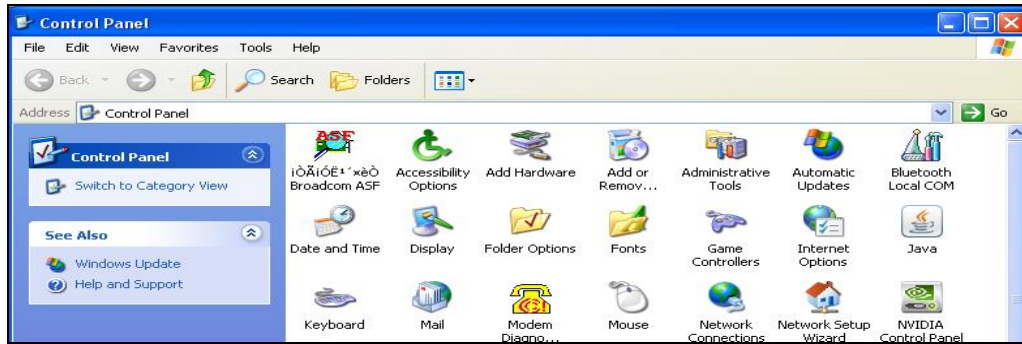 Control Panel
File Edit View Favorites Tools Help
Back Search Folders
Address Control Panel Go
Control Panel
Switch to Category View
See Also
Windows Update
Help and Support
Broadcom ASF
Accessibility
Options
Add Hardware
Add or
Remov...
Administrative
Tools
Automatic
Updates
Bluetooth
Local COM
Date and Time
Display
Folder Options
Fonts
Game
Controllers
Internet
Options
Java
Keyboard
Mail
Modem
Diagno...
Mouse
Network
Connections
Network Setup
Wizard
NVIDIA
Control Panel